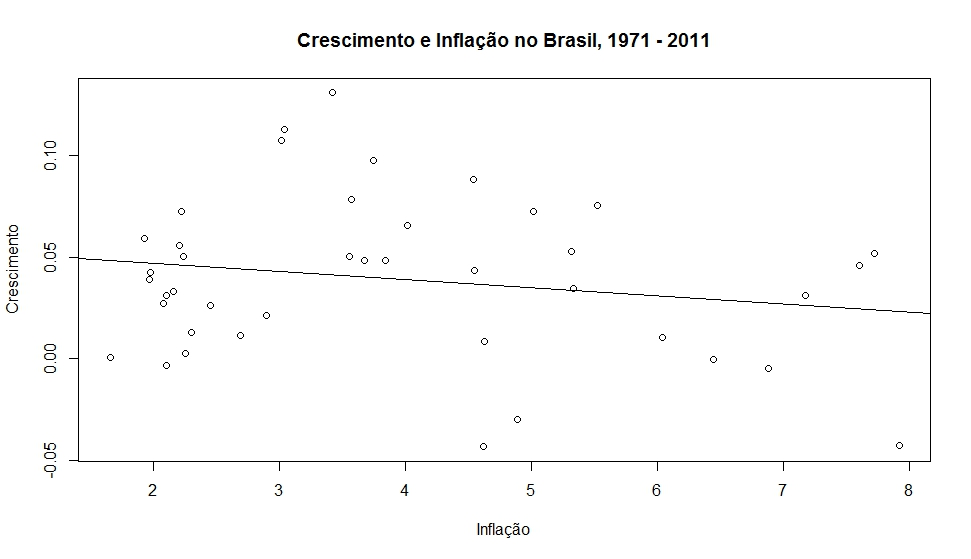 Crescimento e Inflação no Brasil, 1971 - 2011
Crescimento
0.10
0.05
0.00
-0.05
2 3 4 5 6 7 8
Inflação